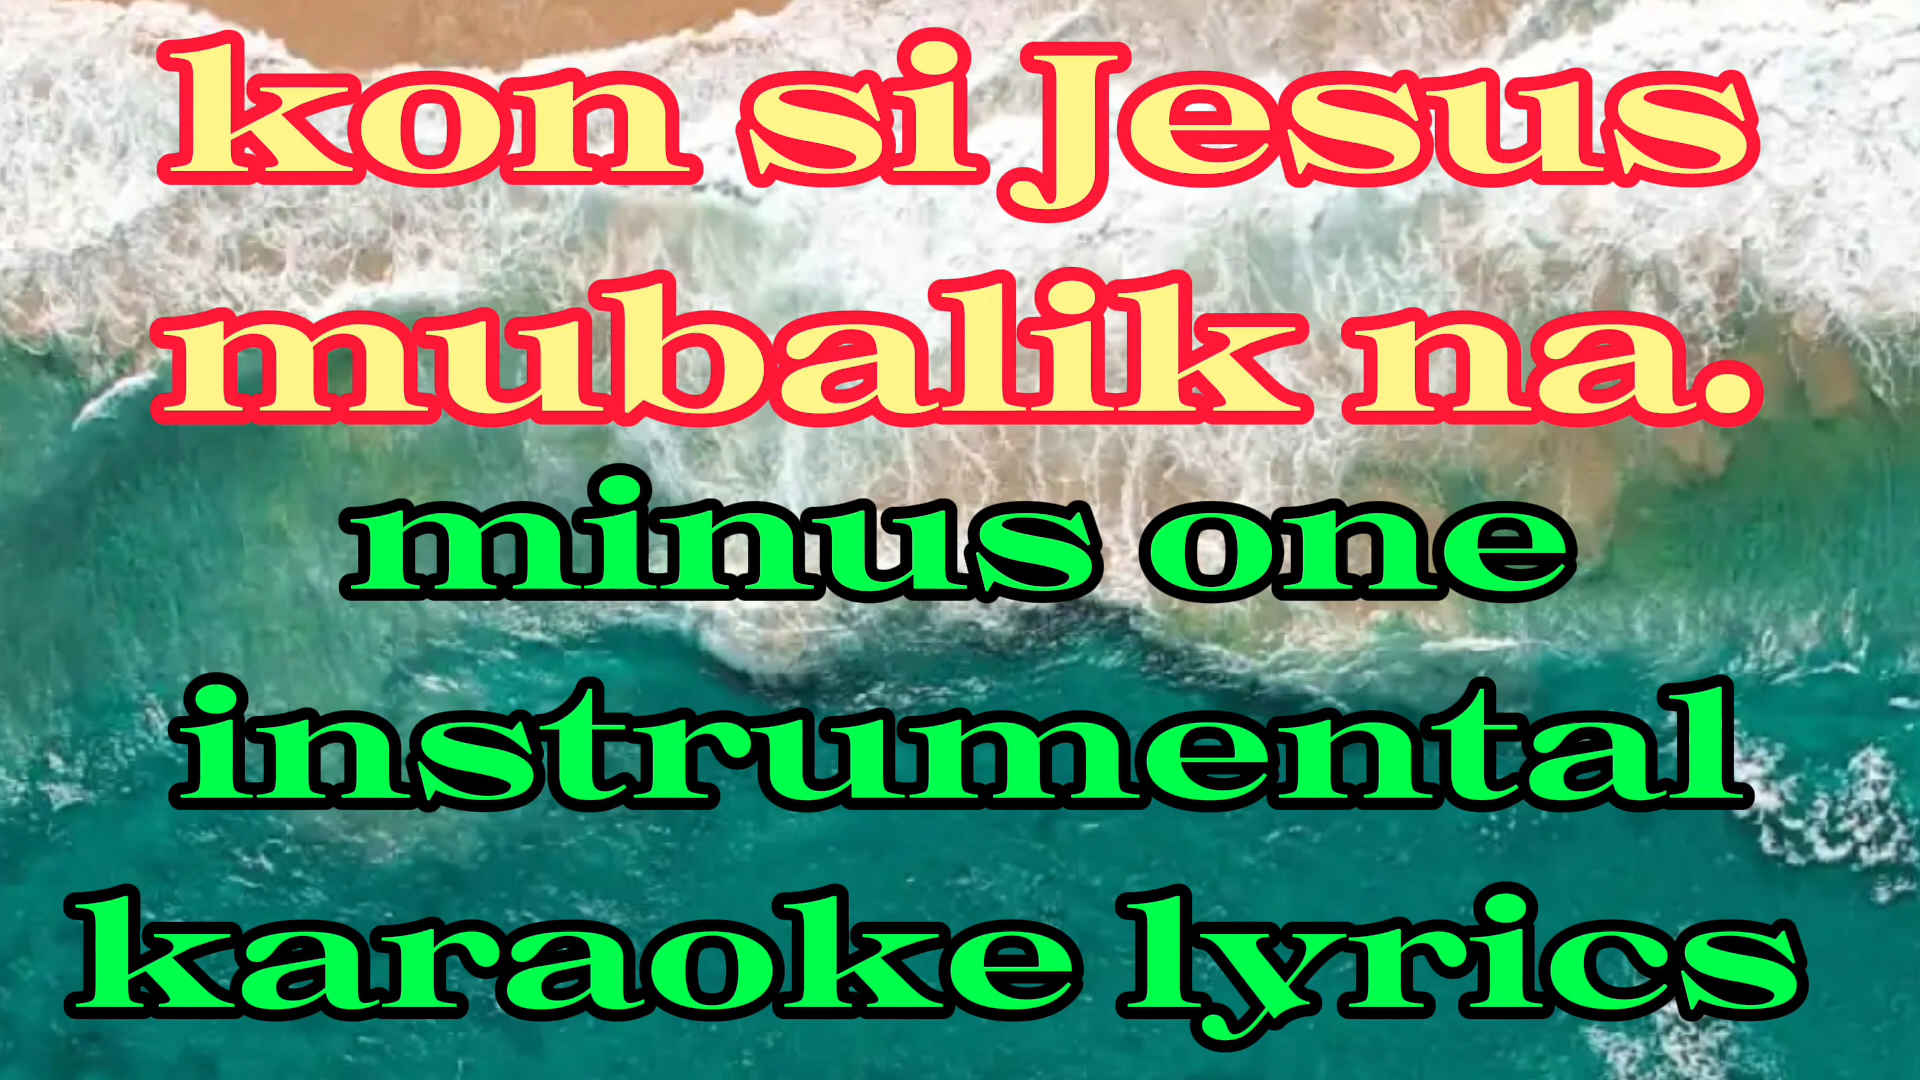 kon si Jesus
mubalik na.
minus one
instrumental
karaoke lyrics